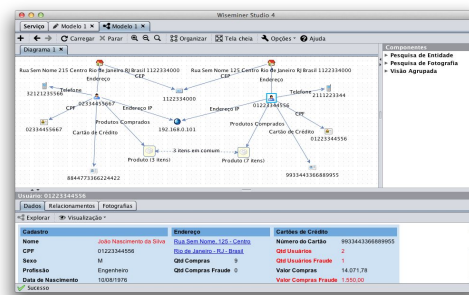 Wiseminer Studio 4
Serviço Modelo 1 Modelo 1
Carregar Parar Organizar Tela cheia Opções Ajuda
Diagrama 1
Componentes
Pesquisa de Entidade
Pesquisa de Fotografia
Visão Agrupada
Rua Sem Nome 215 Centro Rio de Janeiro RJ Brasil 1122334000
Rua Sem Nome 125 Centro Rio de Janeiro RJ Brasil 1122334000
CEP
CEP
Endereço
Endereço
Telefone
32121235566
1122334000
Telefone
2111223344
02334455667
CPF
Endereço IP
Endereço IP
01223344556
CPF
Produtos Comprados
Produtos Comprados
02334455667
Cartão de Crédito
192.168.0.101
Cartão de Crédito
01223344556
3 itens em comum
Produto (3 itens)
Produto (7 itens)
8844773366224422
9933443366889955
Usuário: 01223344556
Dados Relacionamentos Fotografias
Explorar Visualização
Cadastro Endereço Cartões de Crédito
Nome João Nascimento da Silva Rua Sem Nome, 125 - Centro Número do Cartão 9933443366889955
CPF 01223344556 Rio de Janeiro - RJ - Brasil Qtd Usuários 2
Sexo M Qtd Compras 9 Qtd Usuários Fraude 1
Profissão Engenheiro Qtd Compras Fraude 0 Valor Compras 14.071,78
Data de Nascimento 10/08/1976 Valor Compras Fraude 1.550,00
Sucesso